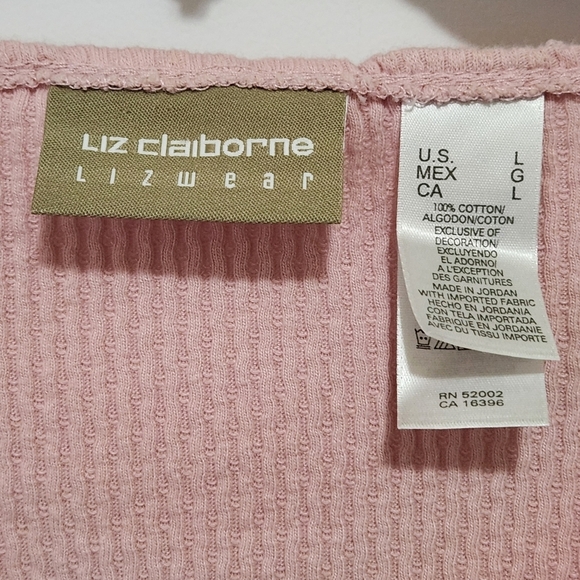 Liz claiborne
Lizwear
U.S. L
MEX G
CA L
100% COTTON/
ALGODON/COTON
EXCLUSIVE OF
DECORATION/
EXCLUYENDO
EL ADORNO/
A L'EXCEPTION
DES GARNITURES
MADE IN JORDAN
WITH IMPORTED FABRIC
HECHO EN JORDANIA
CON TELA IMPORTADA
FABRIQUE EN JORDANIE
AVEC DU TISSU IMPORTE
RN 52002
CA 16396